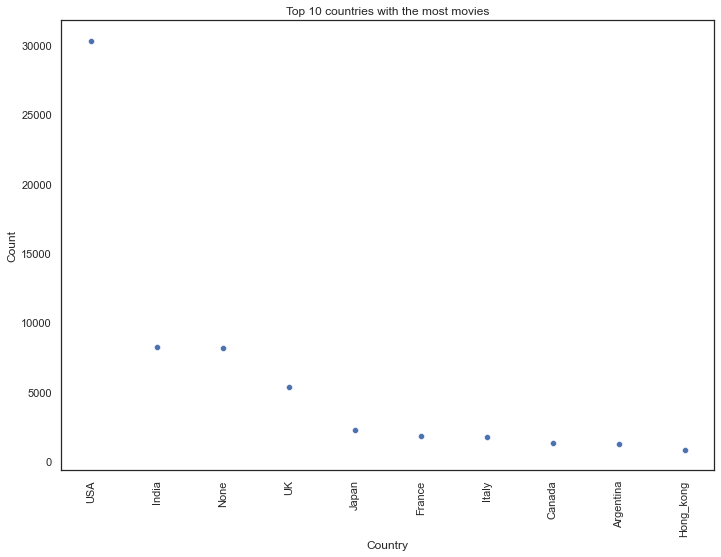 Top 10 countries with the most movies
30000
25000
20000
15000
10000
5000
0
Count
USA
India
None
UK
Japan
France
Italy
Canada
Argentina
Hong_kong
Country